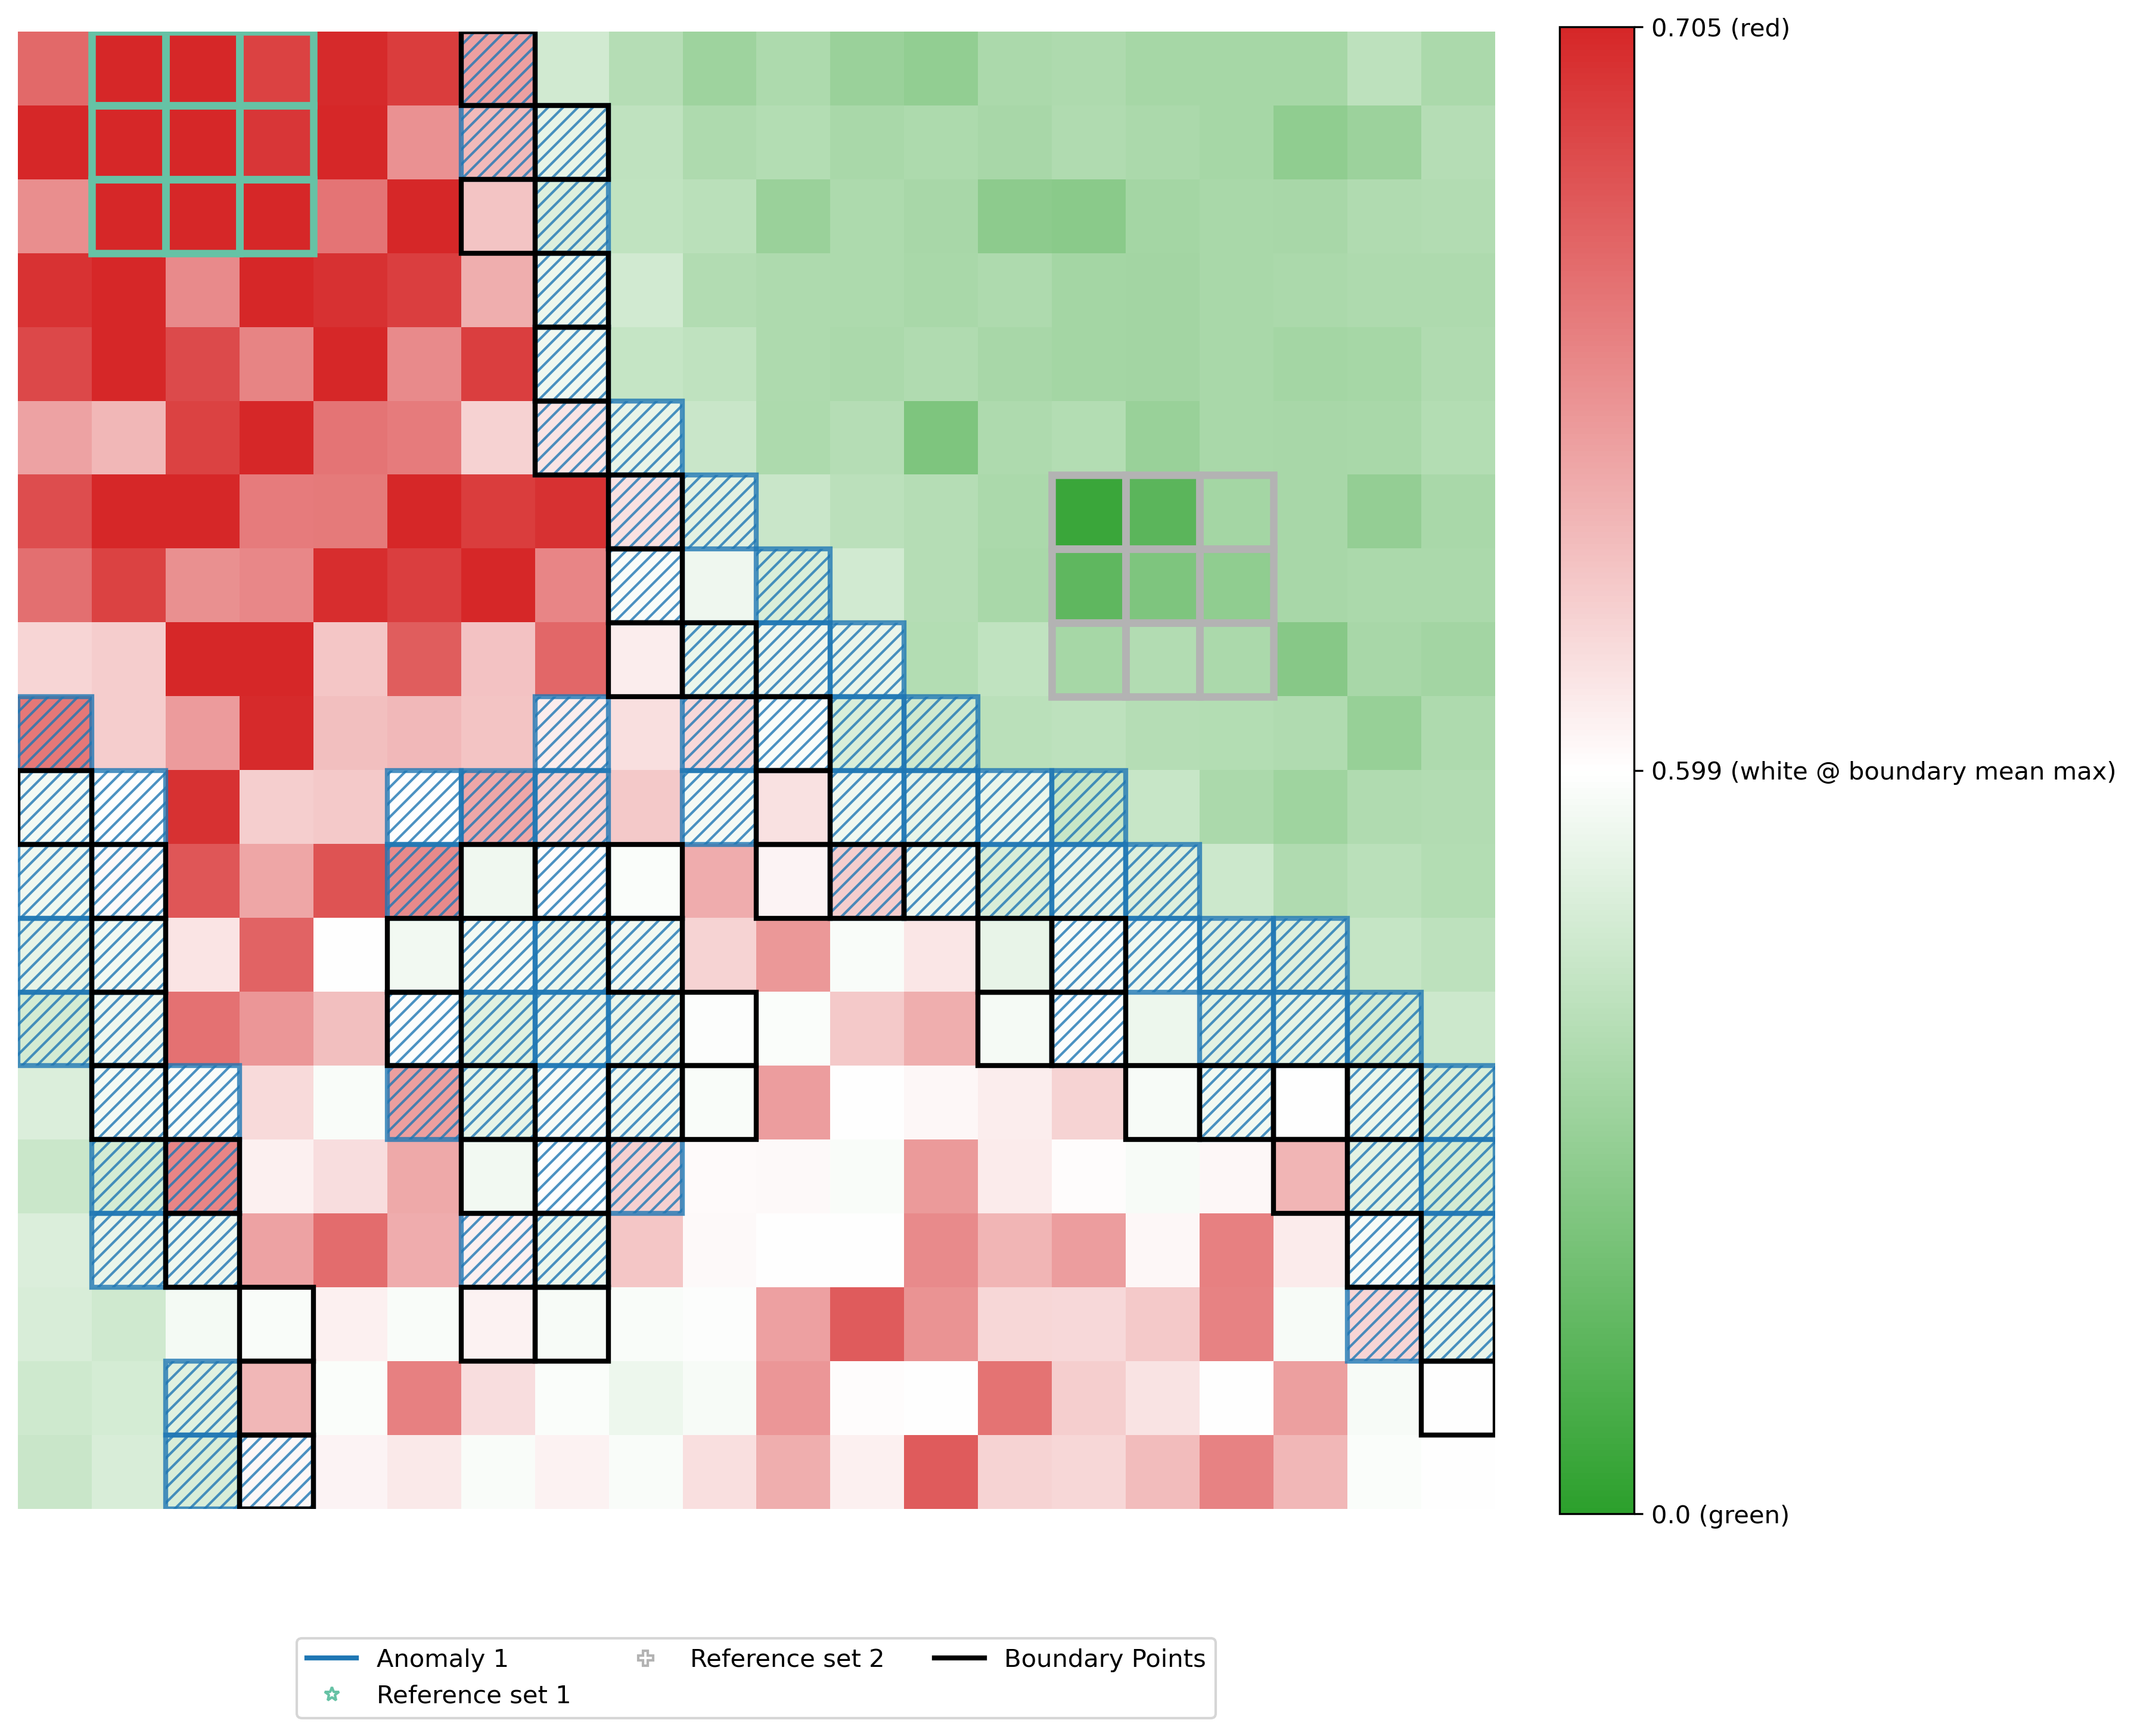 0.705 (red)
0.599 (white @ boundary mean max)
0.0 (green)
Anomaly 1
Reference set 1
Reference set 2
Boundary Points